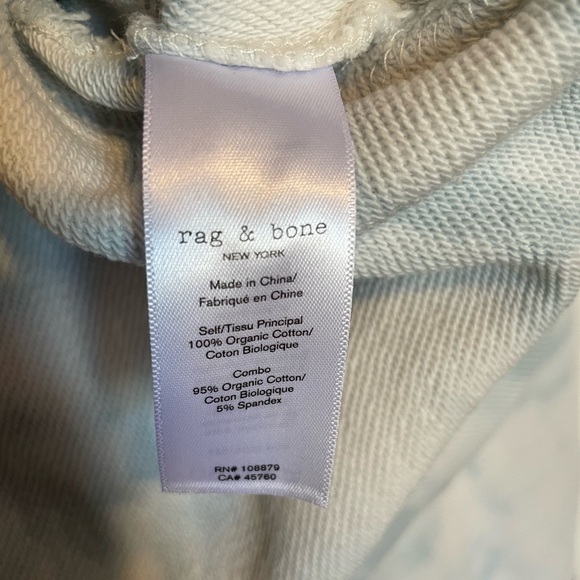 rag & bone
NEW YORK
Made in China/
Fabriqué en Chine
Self/Tissu Principal
100% Organic Cotton/
Coton Biologique
Combo
95% Organic Cotton/
Coton Biologique
5% Spandex
RN# 108879
CA# 45760